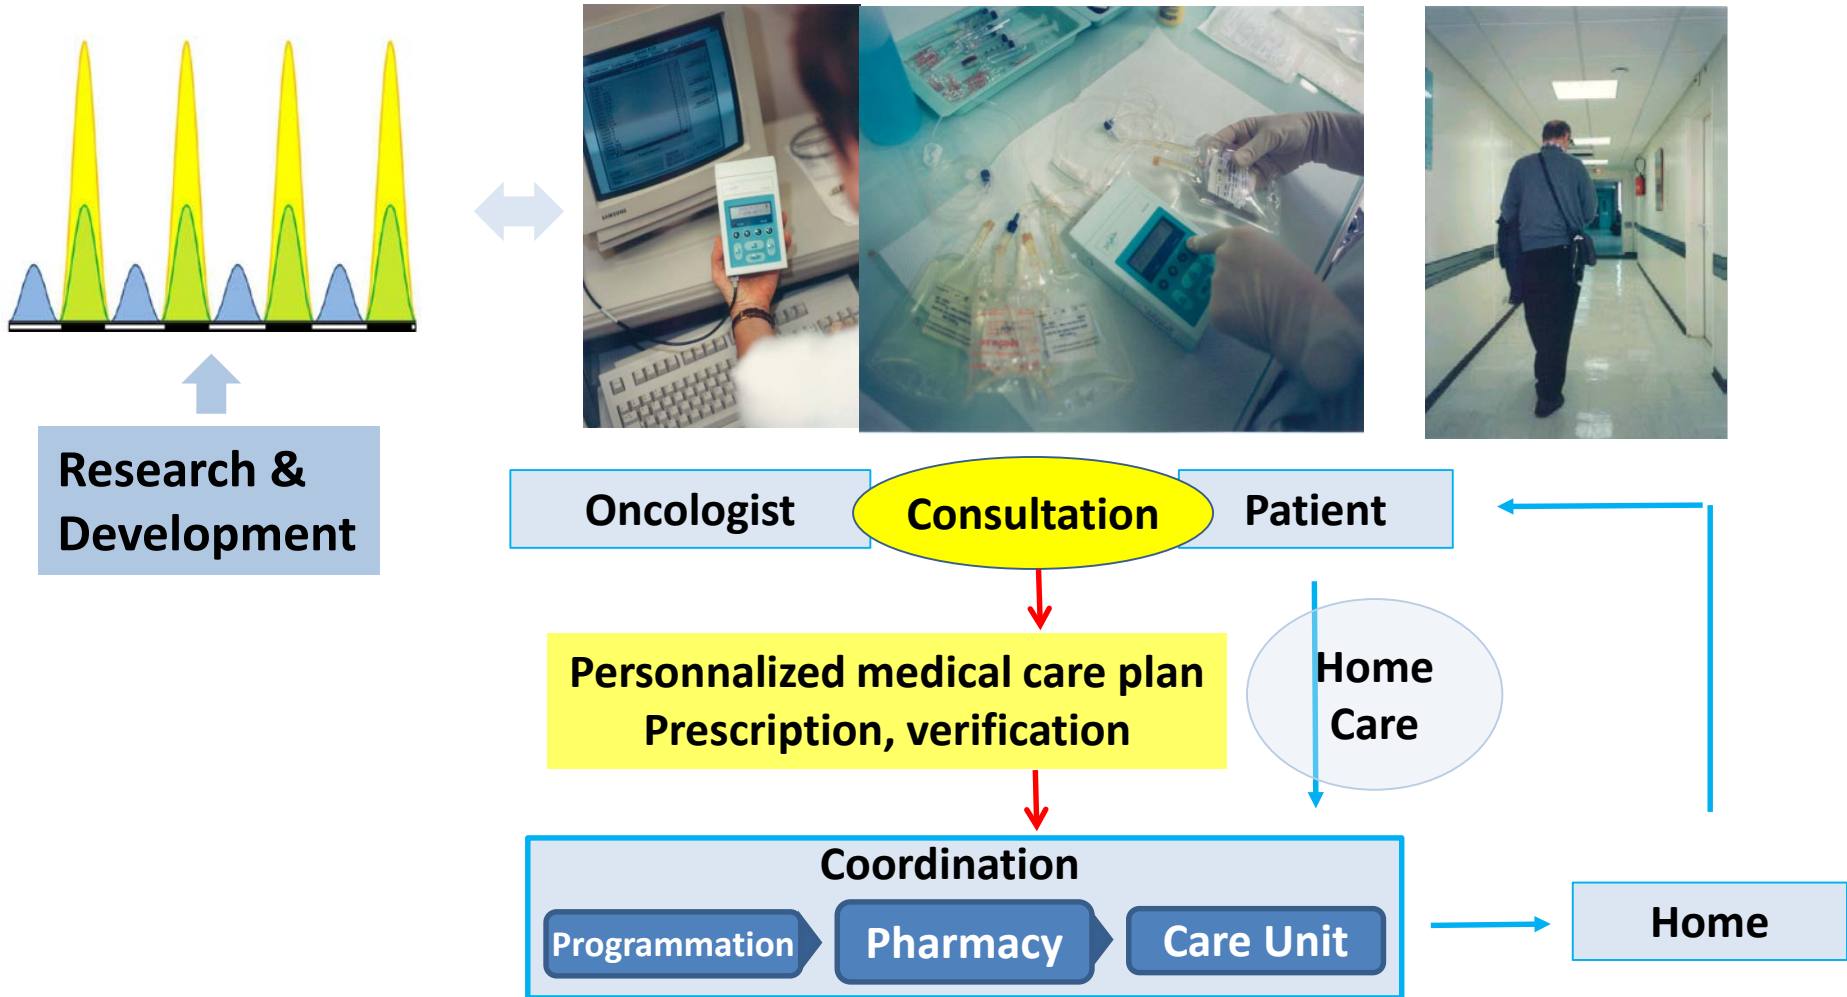 SAMSUNG
Research &
Development
Oncologist
Consultation
Patient
Personnalized medical care plan
Prescription, verification
Home
Care
Coordination
Programmation
Pharmacy
Care Unit
Home